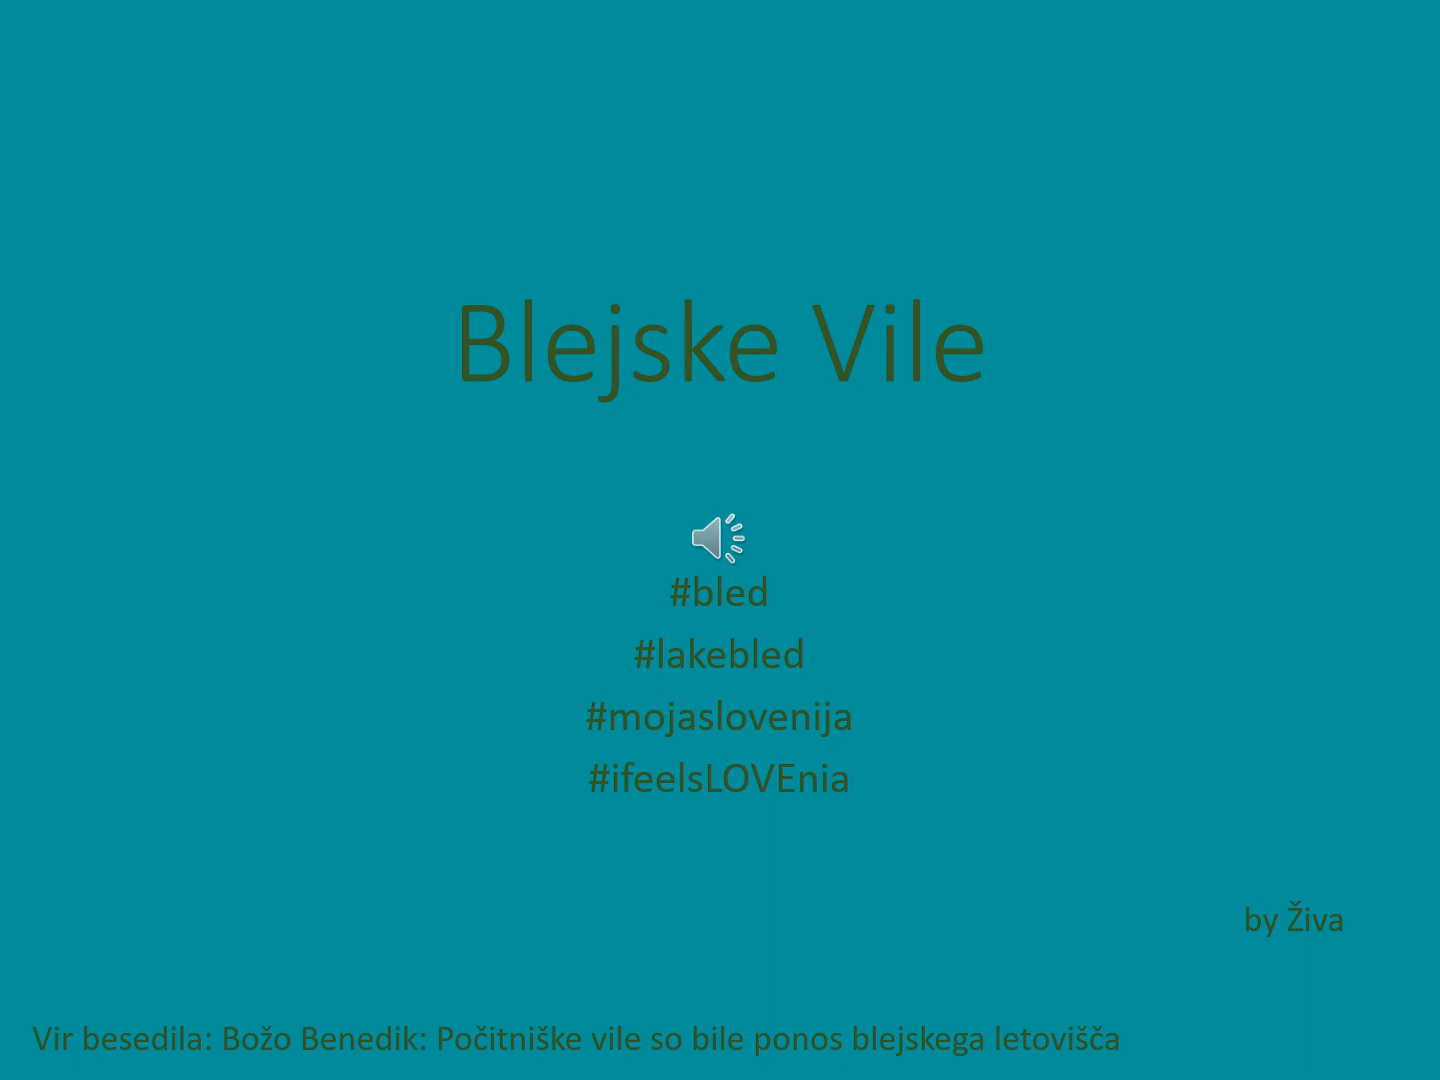 Blejske Vile
#bled
#lakebled
#mojaslovenija
#ifeelsLOVEnia
by Živa
Vir besedila: Božo Benedik: Počitniške vile so bile ponos blejskega letovišča